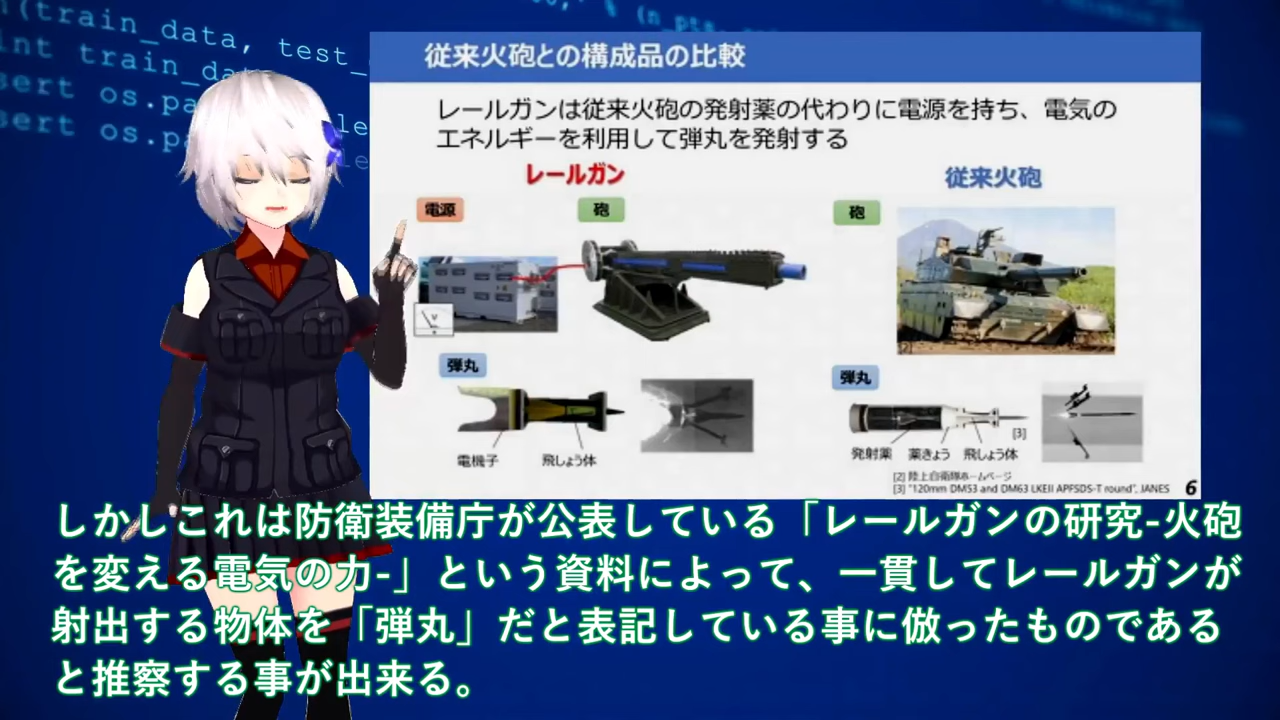 (train_data, test_
int train_da
sert os.pa
le
sert os.p
le
従来火砲との構成品の比較
レールガンは従来火砲の発射薬の代わりに電源を持ち、電気の
エネルギーを利用して弾丸を発射する
レールガン
従来火砲
電源
砲
砲
弾丸
弾丸
電機子
飛しょう体
発射薬
薬きょう
飛しょう体
[3]
[2]
[2] 陸上自衛隊ホームページ
[3] "120mm DM53 and DM63 LKEII APFSDS-T round", JANES
6
しかしこれは防衛装備庁が公表している「レールガンの研究-火砲
を変える電気の力-」という資料によって、一貫してレールガンが
射出する物体を「弾丸」だと表記している事に倣ったものである
と推察する事が出来る。